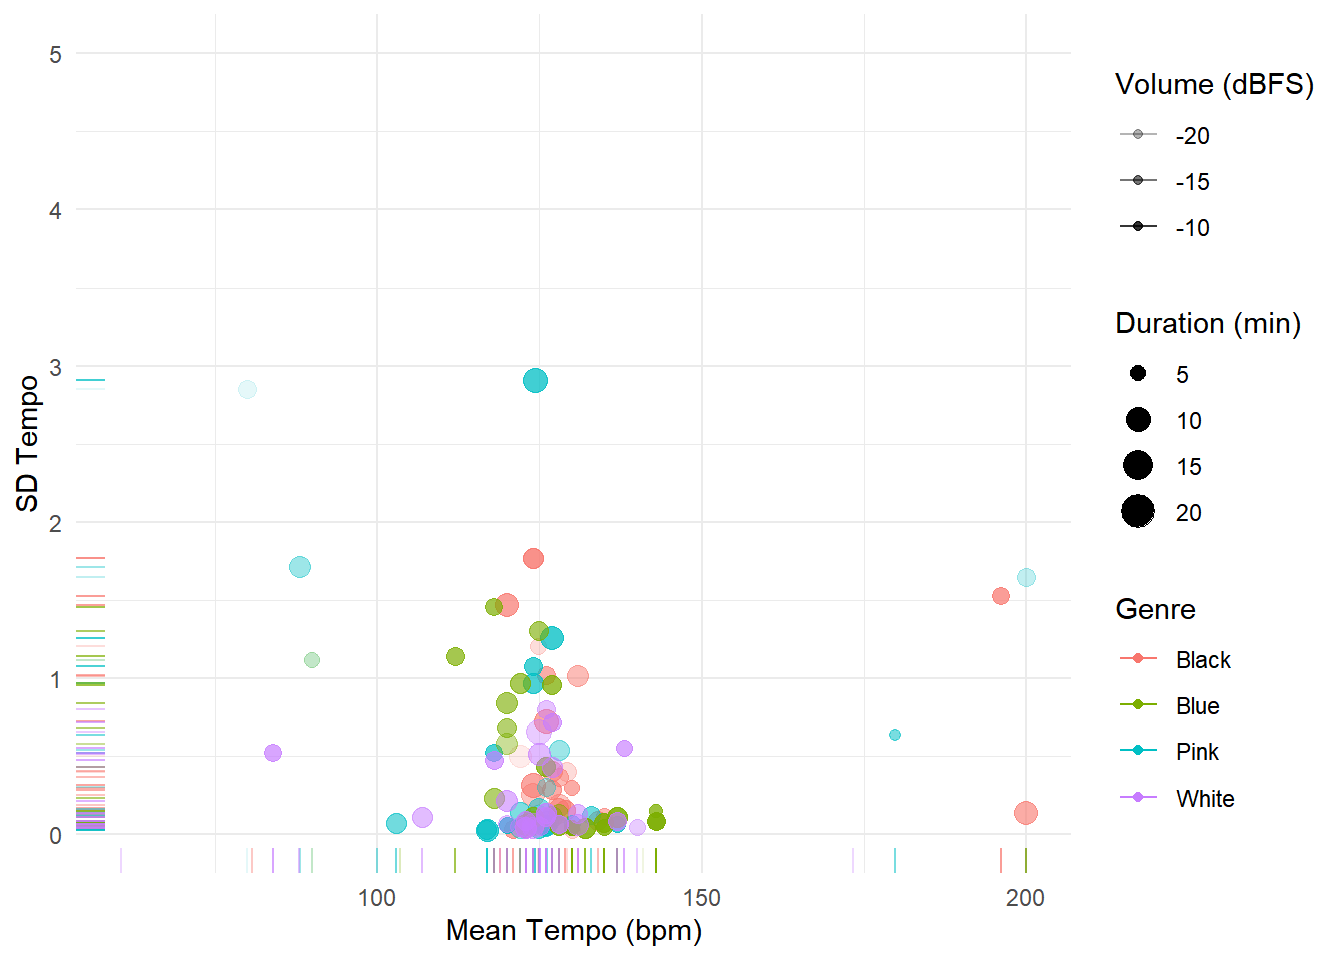 5
4
3
2
1
0
SD Tempo
100
150
200
Mean Tempo (bpm)
Volume (dBFS)
-20
-15
-10
Duration (min)
5
10
15
20
Genre
Black
Blue
Pink
White